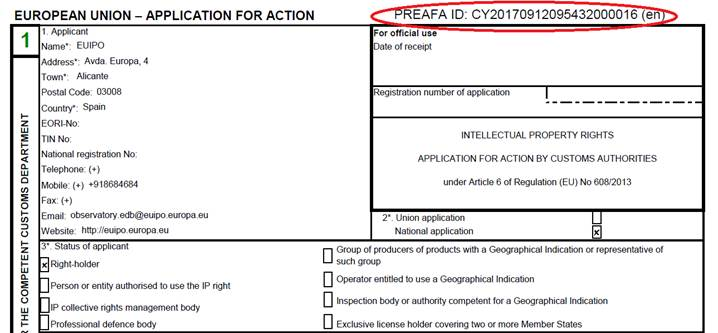 EUROPEAN UNION – APPLICATION FOR ACTION
PREAFA ID: CY20170912095432000016 (en)
1
1. Applicant
Name*: EUIPO
Address*: Avda. Europa, 4
Town*: Alicante
Postal Code: 03008
Country*: Spain
EORI-No:
TIN No:
National registration No:
Telephone: (+)
Mobile: (+) +918684684
Fax: (+)
Email: observatory.edb@euipo.europa.eu
Website: http://euipo.europa.eu
For official use
Date of receipt
Registration number of application
INTELLECTUAL PROPERTY RIGHTS
APPLICATION FOR ACTION BY CUSTOMS AUTHORITIES
under Article 6 of Regulation (EU) No 608/2013
2*. Union application
National application x
3*. Status of applicant
x Right-holder
Person or entity authorised to use the IP right
IP collective rights management body
Professional defence body
Group of producers of products with a Geographical Indication or representative of
such group
Operator entitled to use a Geographical Indication
Inspection body or authority competent for a Geographical Indication
Exclusive license holder covering two or more Member States
THE COMPETENT CUSTOMS DEPARTMENT